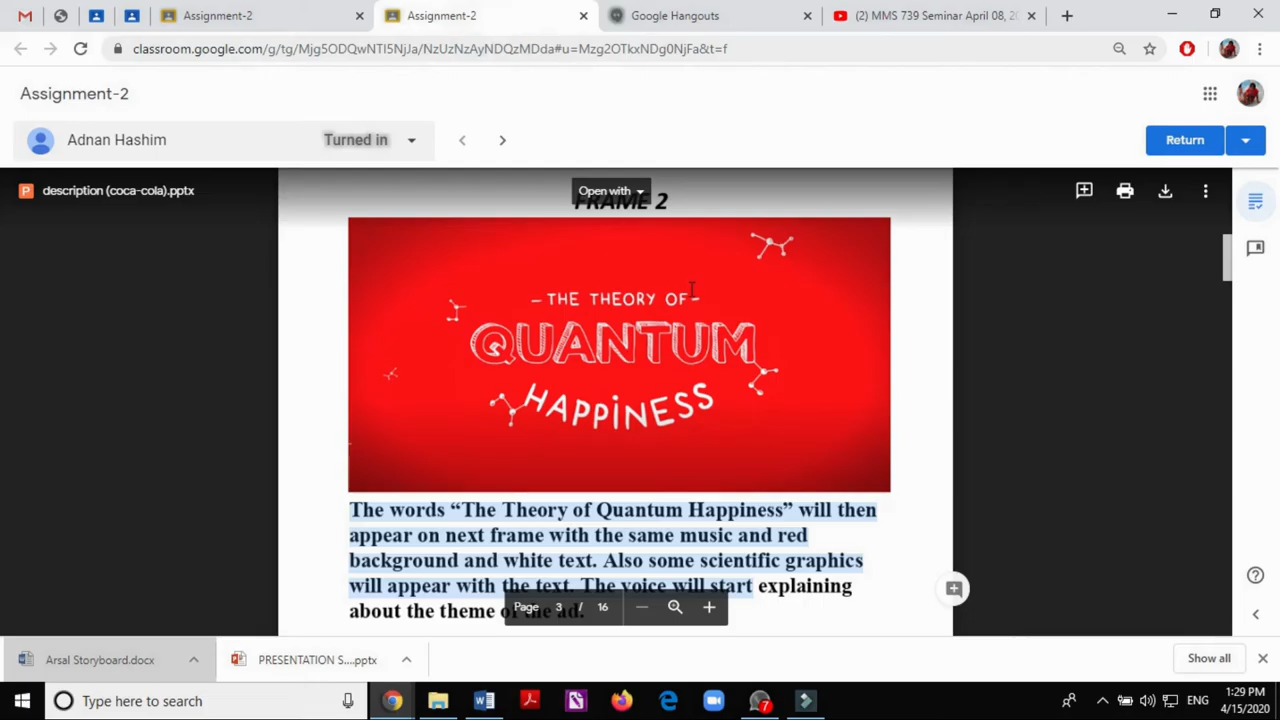 Assignment-2
Assignment-2
Google Hangouts
(2) MMS 739 Seminar April 08, 20
classroom.google.com/g/tg/Mjg5ODQwNTI5NjJa/NzUzNzAyNDQzMDda#u=Mzg2OTkxNDg0NjFa&t=f
Assignment-2
Adnan Hashim
Turned in
Return
description (coca-cola).pptx
Open with
FRAME 2
– THE THEORY OF –
QUANTUM
HAPPINESS
The words “The Theory of Quantum Happiness” will then
appear on next frame with the same music and red
background and white text. Also some scientific graphics
will appear with the text. The voice will start explaining
about the theme of the ad.
Page 3 / 16
Arsal Storyboard.docx
PRESENTATION S....pptx
Show all
Type here to search
7
ENG
1:29 PM
4/15/2020